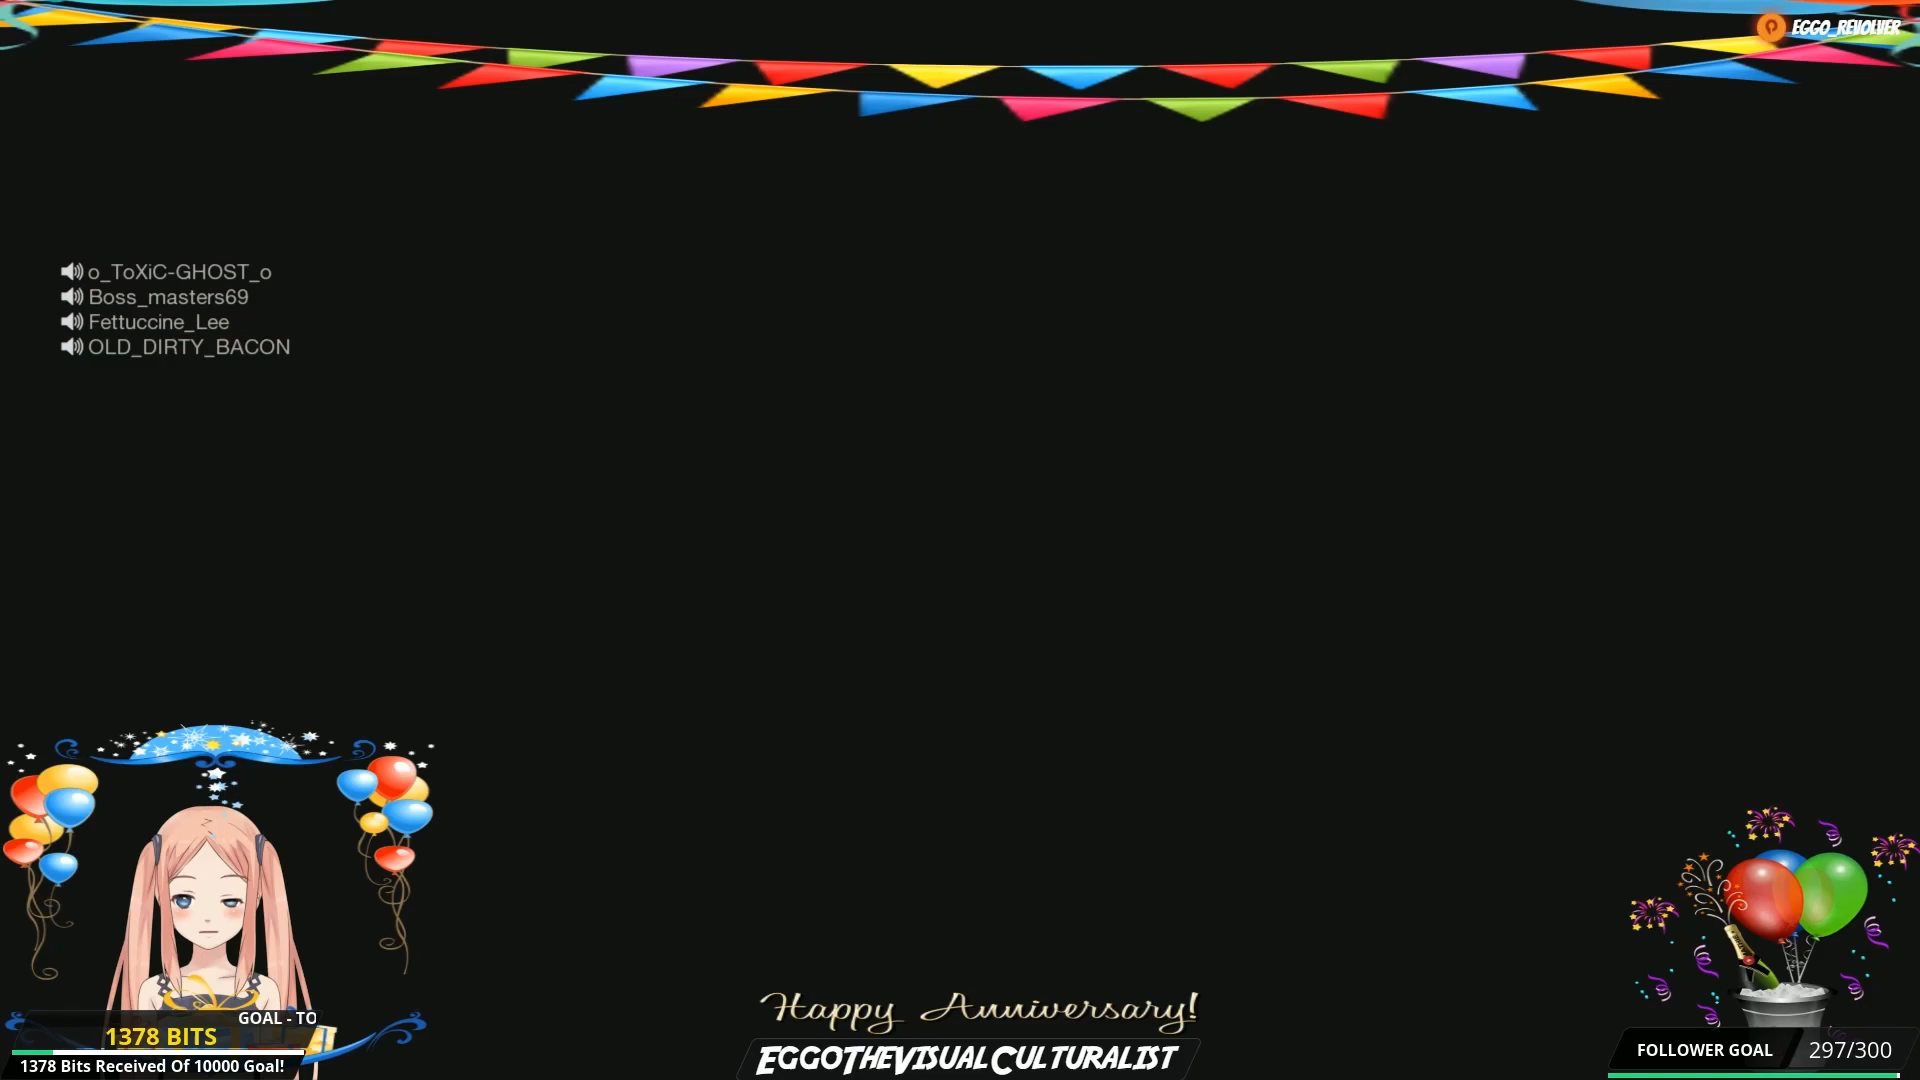 EGGO_REVOLVER
o_ToXiC-GHOST_o
Boss_masters69
Fettuccine_Lee
OLD_DIRTY_BACON
GOAL - TO
1378 BITS
1378 Bits Received Of 10000 Goal!
Happy Anniversary!
EGGOTHEVISUALCULTURALIST
FOLLOWER GOAL 297/300